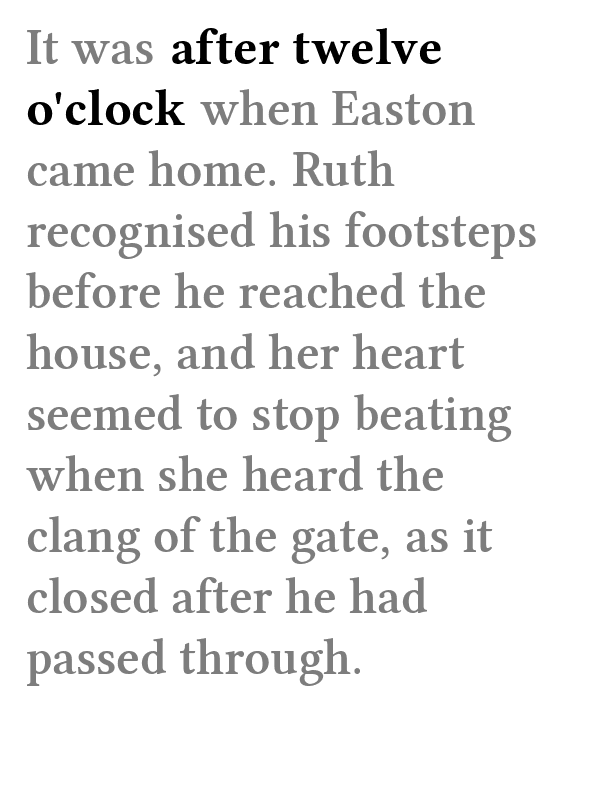 It was after twelve
o'clock when Easton
came home. Ruth
recognised his footsteps
before he reached the
house, and her heart
seemed to stop beating
when she heard the
clang of the gate, as it
closed after he had
passed through.